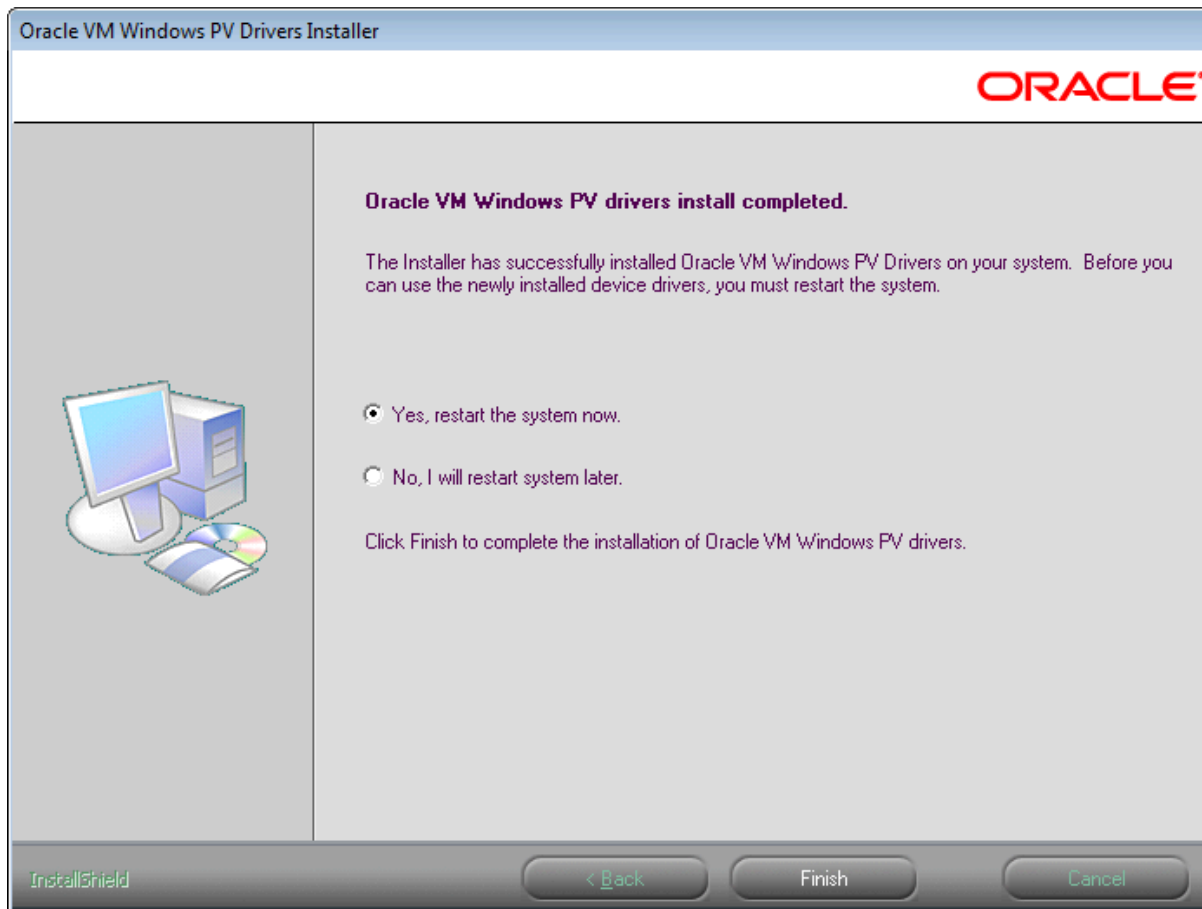 Oracle VM Windows PV Drivers Installer
ORACLE
Oracle VM Windows PV drivers install completed.
The Installer has successfully installed Oracle VM Windows PV Drivers on your system.  Before you
can use the newly installed device drivers, you must restart the system.
Yes, restart the system now.
No, I will restart system later.
Click Finish to complete the installation of Oracle VM Windows PV drivers.
InstallShield
< Back
Finish
Cancel